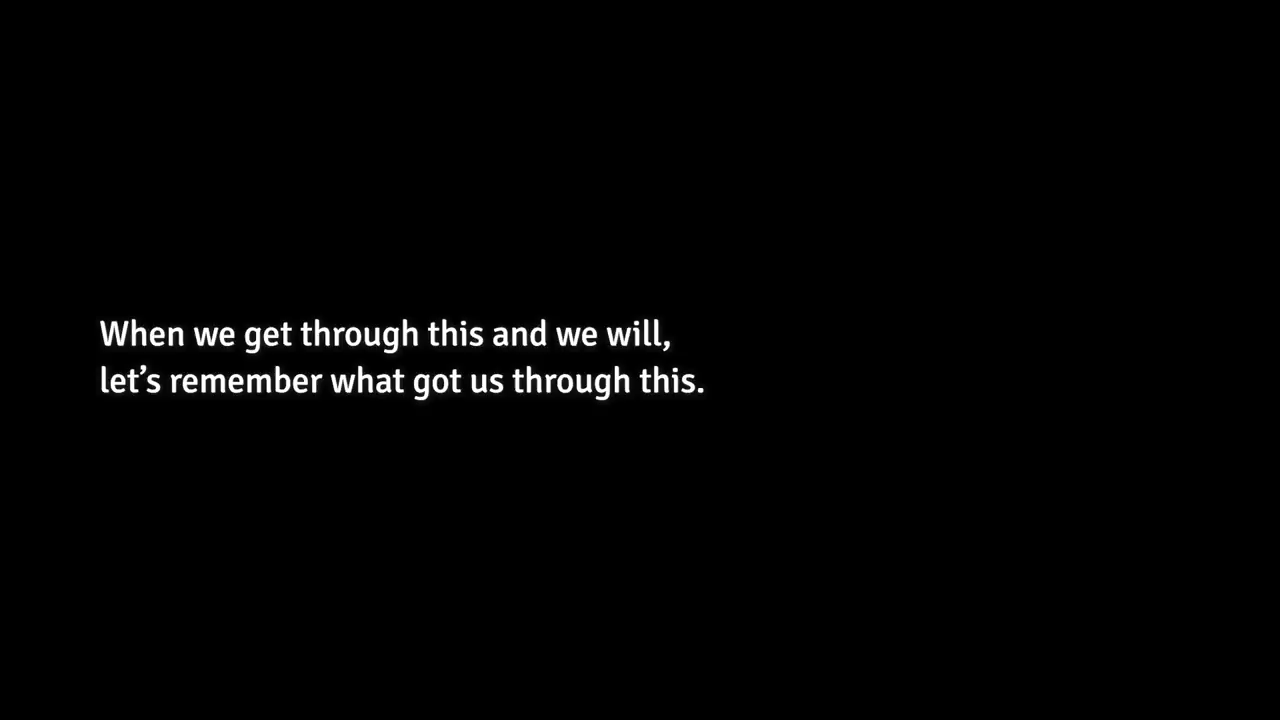 When we get through this and we will,
let’s remember what got us through this.